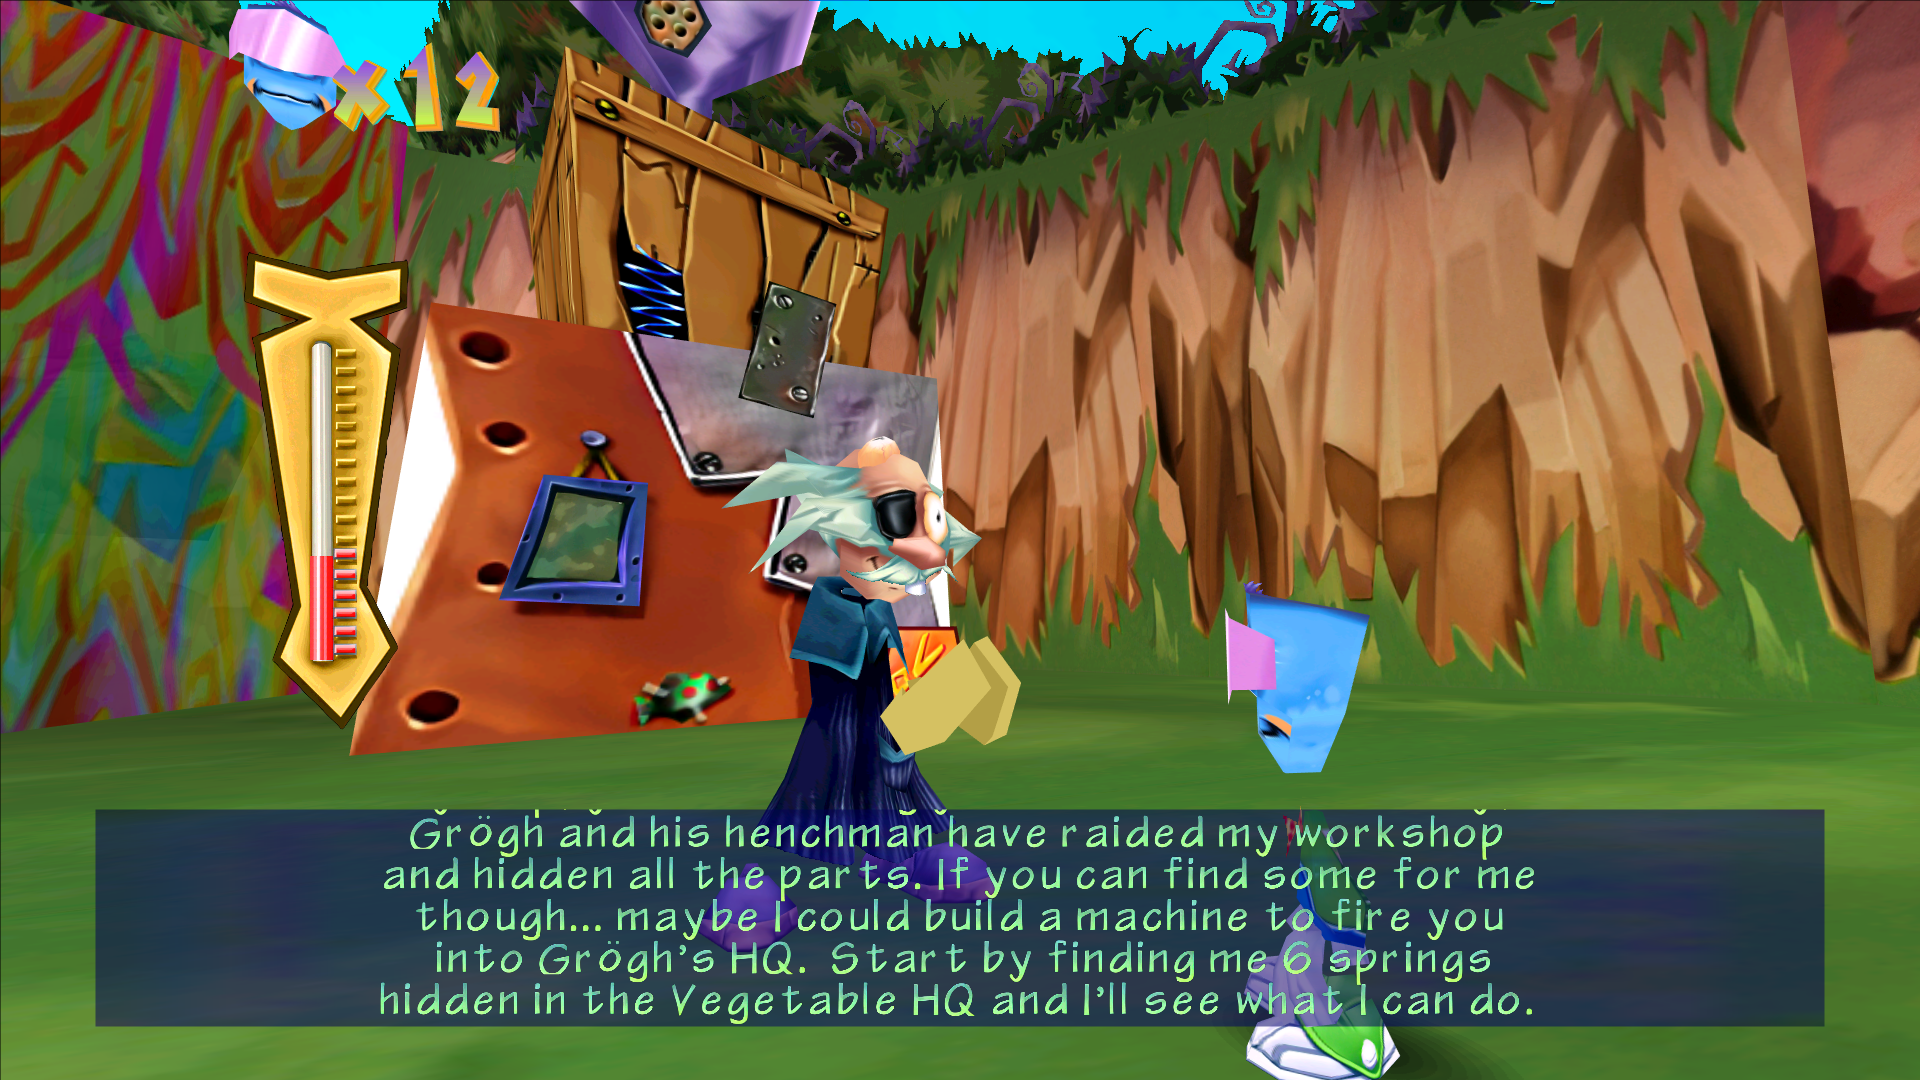 x12
Grögh and his henchman have raided my workshop
and hidden all the parts. If you can find some for me
though... maybe I could build a machine to fire you
into Grögh's HQ. Start by finding me 6 springs
hidden in the Vegetable HQ and I'll see what I can do.